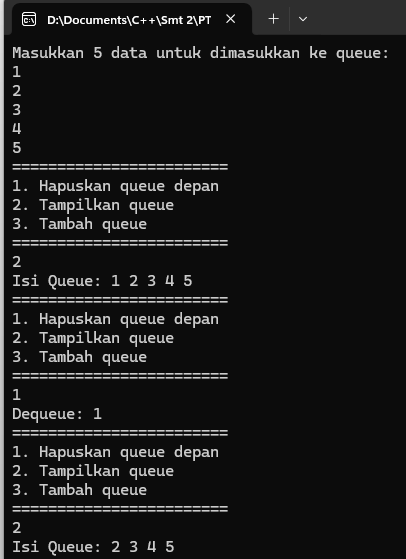 D:\Documents\C++\Smt 2\PT
Masukkan 5 data untuk dimasukkan ke queue:
1
2
3
4
5
========================
1. Hapuskan queue depan
2. Tampilkan queue
3. Tambah queue
========================
2
Isi Queue: 1 2 3 4 5
========================
1. Hapuskan queue depan
2. Tampilkan queue
3. Tambah queue
========================
1
Dequeue: 1
========================
1. Hapuskan queue depan
2. Tampilkan queue
3. Tambah queue
========================
2
Isi Queue: 2 3 4 5